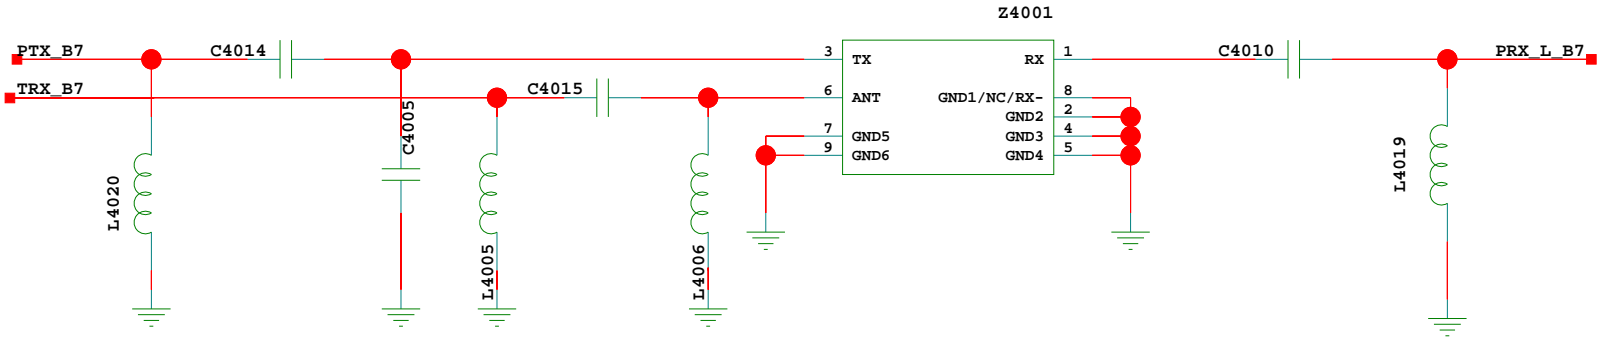 Z4001
PTX_B7
C4014
3
TX
RX
1
C4010
PRX_L_B7
TRX_B7
C4015
6
ANT
GND1/NC/RX-
8
GND2
2
C4005
7
GND5
GND3
4
9
GND6
GND4
5
L4019
L4020
L4005
L4006